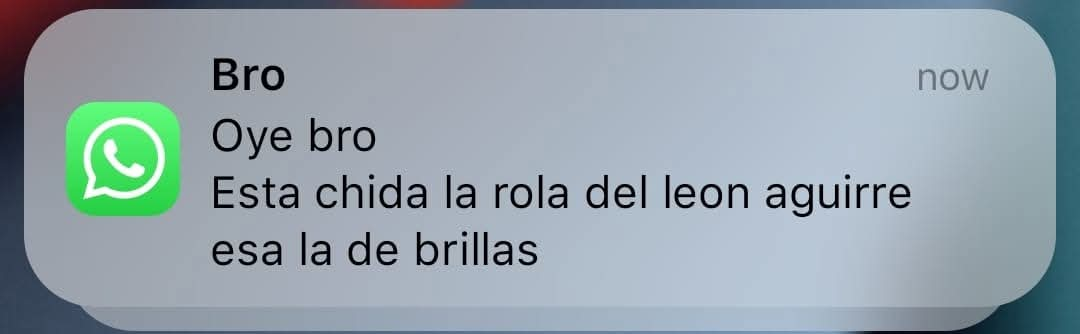 Bro
now
Oye bro
Esta chida la rola del leon aguirre
esa la de brillas